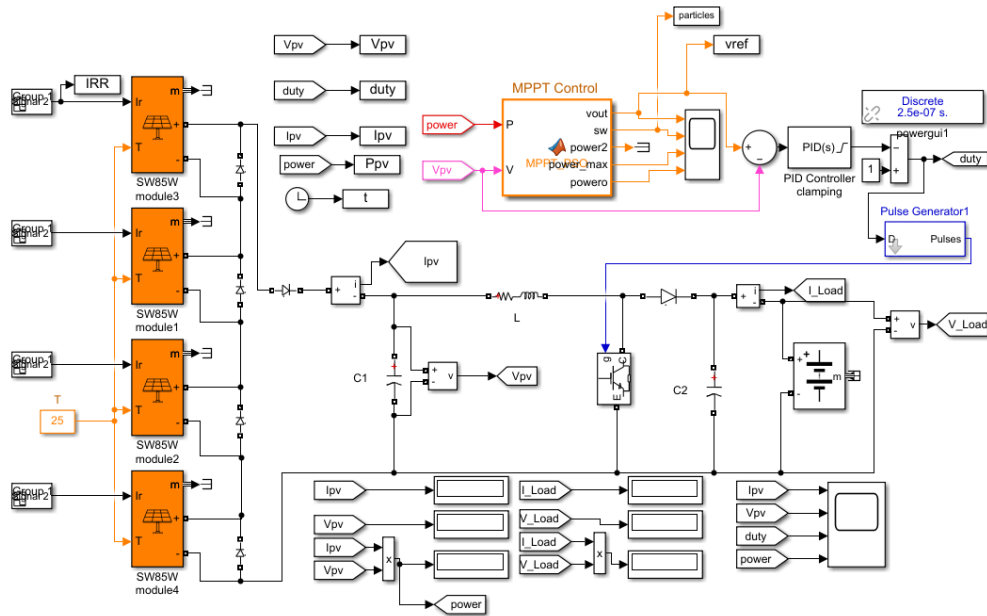 particles
Vpv
Vpv
vref
IRR
Group 1
Signal 2
m
Ir
MPPT Control
Discrete
2.5e-07 s.
powergui1
duty
duty
power
P
vout
sw
power2
power_max
powero
MPPT_PSO
+
T
-
SW85W
module3
Ipv
Ipv
power
Ppv
Vpv
V
+
-
PID(s)
PID Controller
clamping
-
+
1
duty
t
Pulse Generator1
D
Pulses
Group 1
Signal 2
m
Ir
+
T
-
SW85W
module1
Ipv
+
i
-
L
+
i
-
I_Load
+
-
v
V_Load
Group 1
Signal 2
m
Ir
+
T
-
SW85W
module2
T
25
C1
+
+
-
v
Vpv
g
C
E
C2
+
+
m
-
Group 1
Signal 2
m
Ir
+
T
-
SW85W
module4
Ipv
I_Load
Ipv
Vpv
V_Load
Vpv
Ipv
I_Load
duty
x
x
Vpv
V_Load
power
power